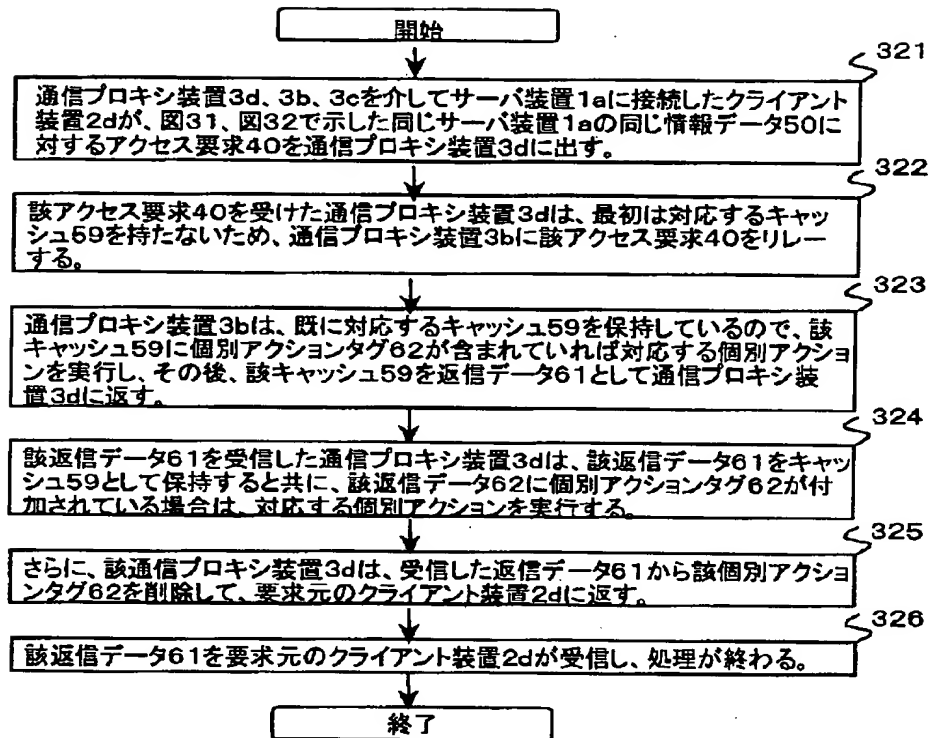 開始
321
通信プロキシ装置3d、3b、3cを介してサーバ装置1aに接続したクライアント
装置2dが、図31、図32で示した同じサーバ装置1aの同じ情報データ50に
対するアクセス要求40を通信プロキシ装置3dに出す。
322
該アクセス要求40を受けた通信プロキシ装置3dは、最初は対応するキャッ
シュ59を持たないため、通信プロキシ装置3bに該アクセス要求40をリレー
する。
323
通信プロキシ装置3bは、既に対応するキャッシュ59を保持しているので、該
キャッシュ59に個別アクションタグ62が含まれていれば対応する個別アクショ
ンを実行し、その後、該キャッシュ59を返信データ61として通信プロキシ装
置3dに返す。
324
該返信データ61を受信した通信プロキシ装置3dは、該返信データ61をキャッ
シュ59として保持すると共に、該返信データ62に個別アクションタグ62が付
加されている場合は、対応する個別アクションを実行する。
325
さらに、該通信プロキシ装置3dは、受信した返信データ61から該個別アクショ
ンタグ62を削除して、要求元のクライアント装置2dに返す。
326
該返信データ61を要求元のクライアント装置2dが受信し、処理が終わる。
終了